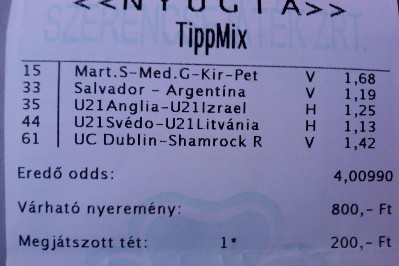 <<NYUGTA>>
TippMix
15 Mart.S-Med.G-Kir-Pet V 1,68
33 Salvador - Argentína V 1,19
35 U21Anglia-U21Izrael H 1,25
44 U21Svédo-U21Litvánia H 1,13
61 UC Dublin-Shamrock R V 1,42
Eredő odds: 4,00990
Várható nyeremény: 800,- Ft
Megjátszott tét: 1* 200,- Ft